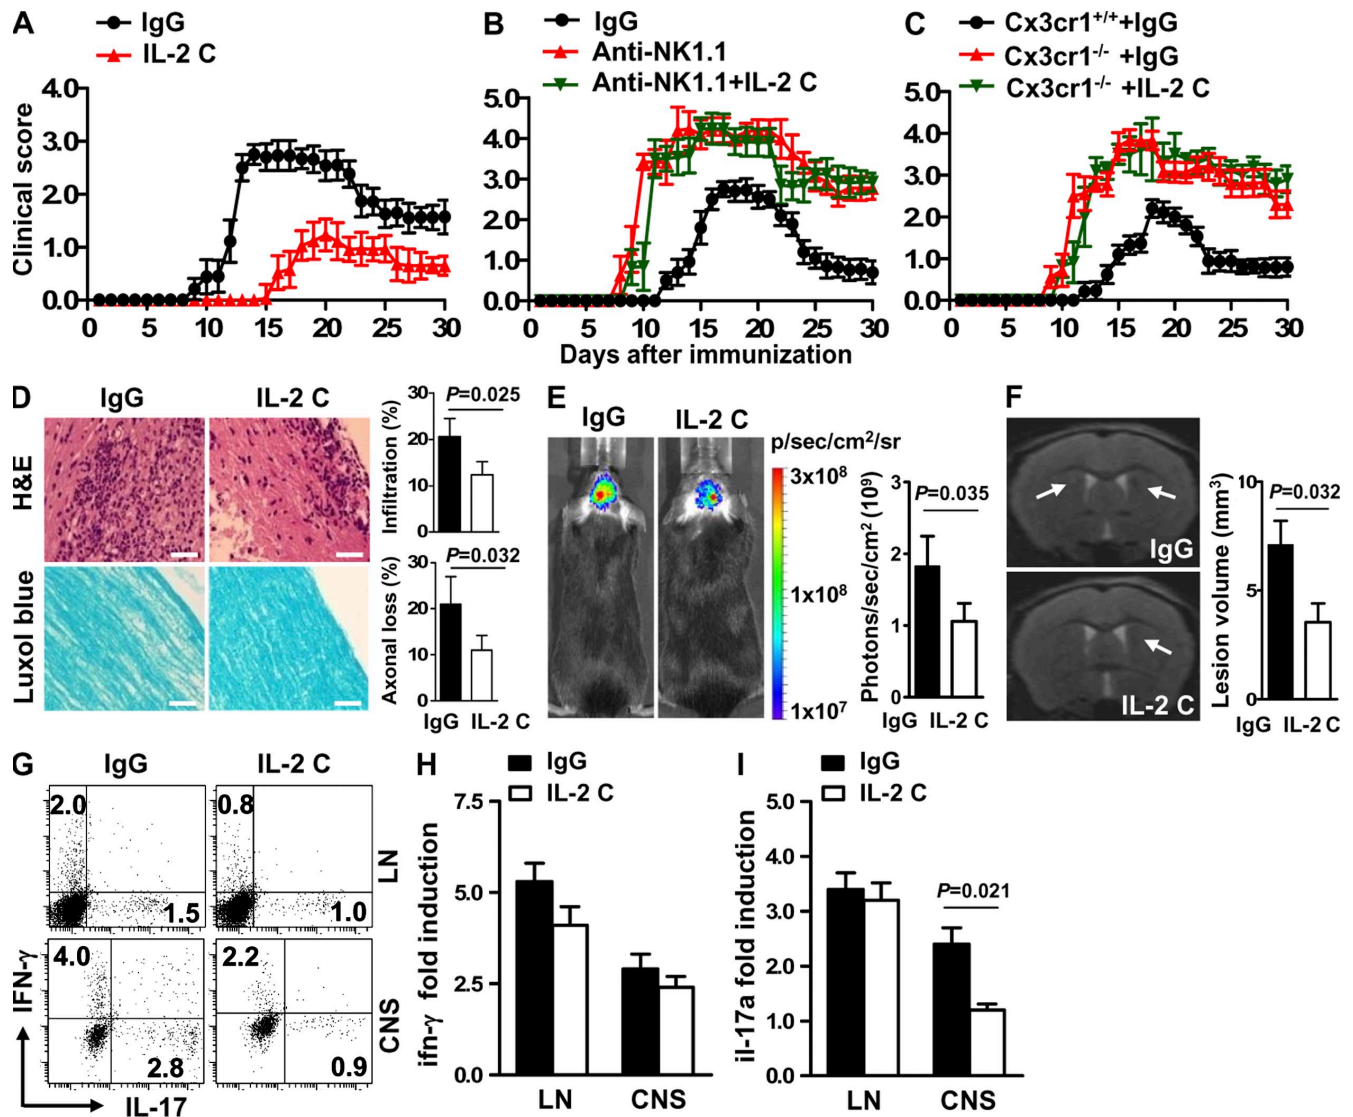 A
IgG
IL-2 C
Clinical score
4.0
3.0
2.0
1.0
0.0
0 5 10 15 20 25 30
B
IgG
Anti-NK1.1
Anti-NK1.1+IL-2 C
5.0
4.0
3.0
2.0
1.0
0.0
0 5 10 15 20 25 30
Days after immunization
C
Cx3cr1+/++IgG
Cx3cr1-/- +IgG
Cx3cr1-/- +IL-2 C
5.0
4.0
3.0
2.0
1.0
0.0
0 5 10 15 20 25 30
D
IgG IL-2 C
H&E
Luxol blue
Infiltration (%)
30
20
10
0
P=0.025
Axonal loss (%)
30
20
10
0
P=0.032
IgG IL-2 C
E
IgG IL-2 C
p/sec/cm²/sr
3x10⁸
1x10⁸
1x10⁷
Photons/sec/cm² (10⁹)
3
2
1
0
P=0.035
IgG IL-2 C
F
IgG
IL-2 C
Lesion volume (mm³)
10
5
0
P=0.032
IgG IL-2 C
G
IgG IL-2 C
2.0
1.5
0.8
1.0
LN
4.0
2.8
2.2
0.9
CNS
IFN-γ
IL-17
H
IgG
IL-2 C
ifn-γ fold induction
7.5
5.0
2.5
0.0
LN CNS
I
IgG
IL-2 C
il-17a fold induction
5.0
4.0
3.0
2.0
1.0
0.0
P=0.021
LN CNS